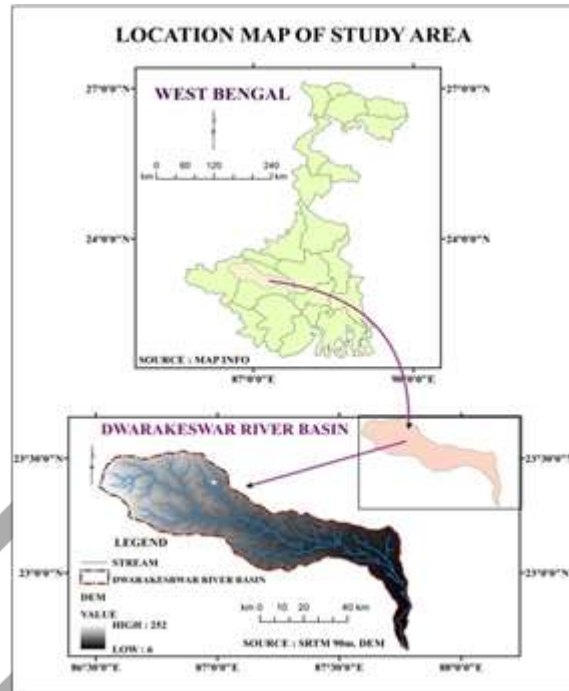 LOCATION MAP OF STUDY AREA
27°0'0"N
27°0'0"N
WEST BENGAL
0 60 120 240
km km
24°0'0"N
24°0'0"N
SOURCE : MAP INFO
87°0'0"E
90°0'0"E
DWARAKESWAR RIVER BASIN
23°30'0"N
23°30'0"N
LEGEND
STREAM
DWARAKESHWAR RIVER BASIN
23°0'0"N
23°0'0"N
DEM
VALUE
HIGH : 252
LOW : 6
km 0 10 20 40 km
SOURCE : SRTM 90m, DEM
86°30'0"E
87°0'0"E
87°30'0"E
88°0'0"E